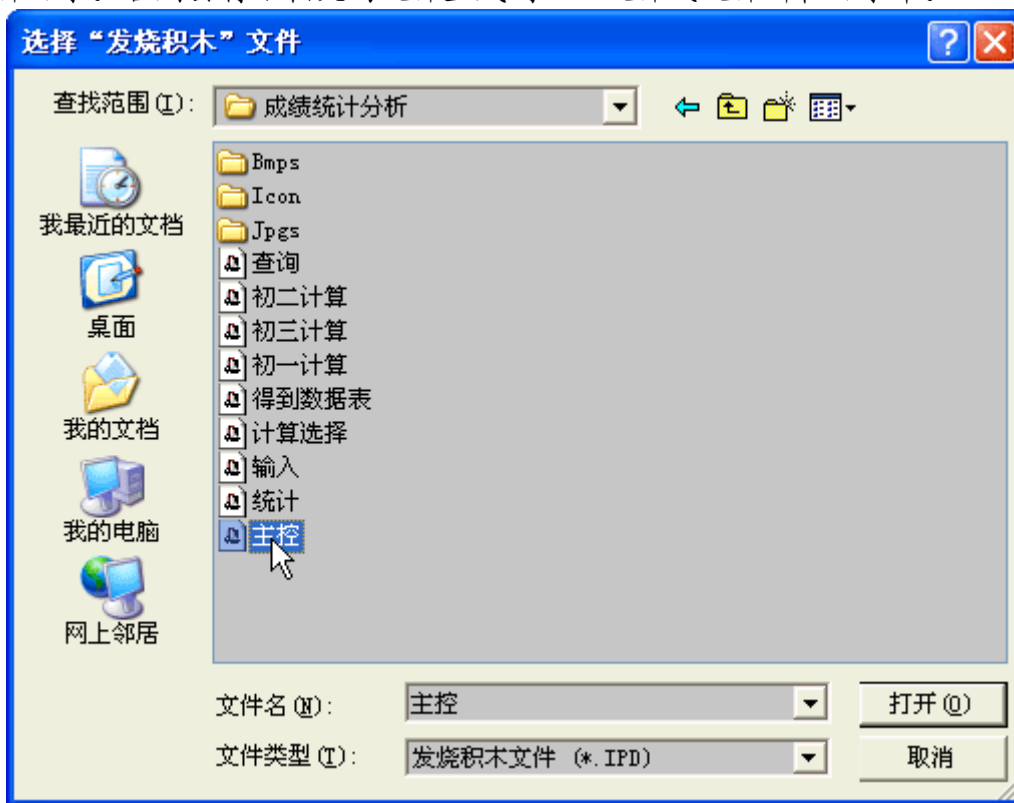 选择“发烧积木”文件
查找范围(I):
成绩统计分析
我最近的文档
桌面
我的文档
我的电脑
网上邻居
Bmps
Icon
Jpgs
查询
初二计算
初三计算
初一计算
得到数据表
计算选择
输入
统计
主控
文件名(N):
主控
打开(O)
文件类型(T):
发烧积木文件 (*.IPD)
取消